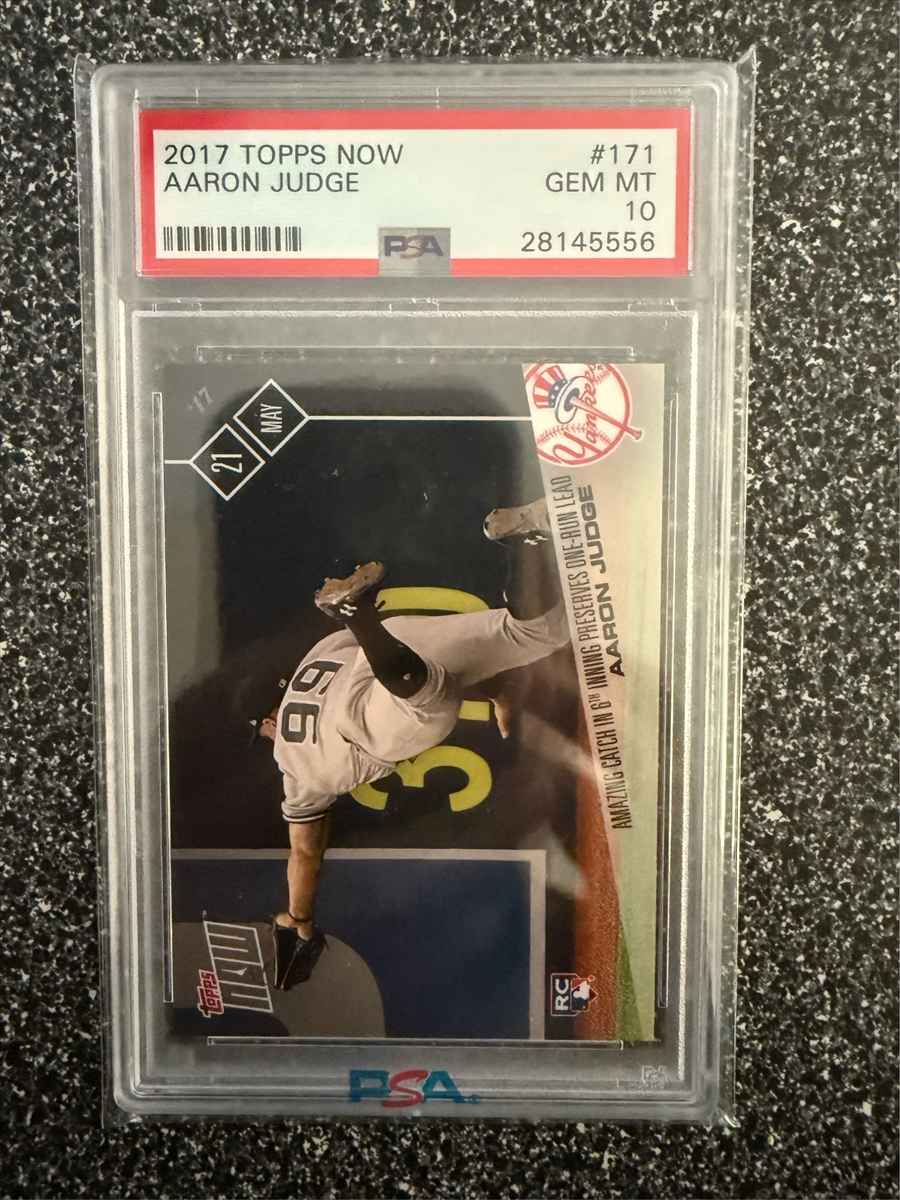 2017 TOPPS NOW #171
AARON JUDGE GEM MT
10
28145556
PSA
'17
21
MAY
Yankees
AMAZING CATCH IN 6TH INNING PRESERVES ONE-RUN LEAD
AARON JUDGE
99
370
TOPPS
NOW
RC
PSA